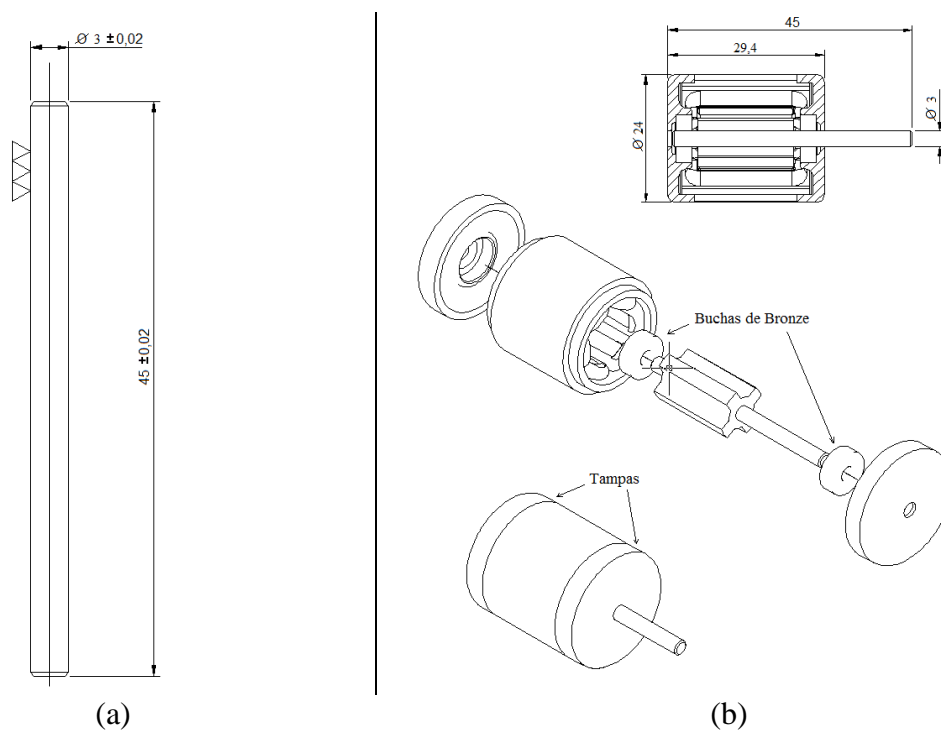 Ø 3 ±0,02
45 ±0,02
(a)
45
29,4
Ø 24
Ø 3
Buchas de Bronze
Tampas
(b)